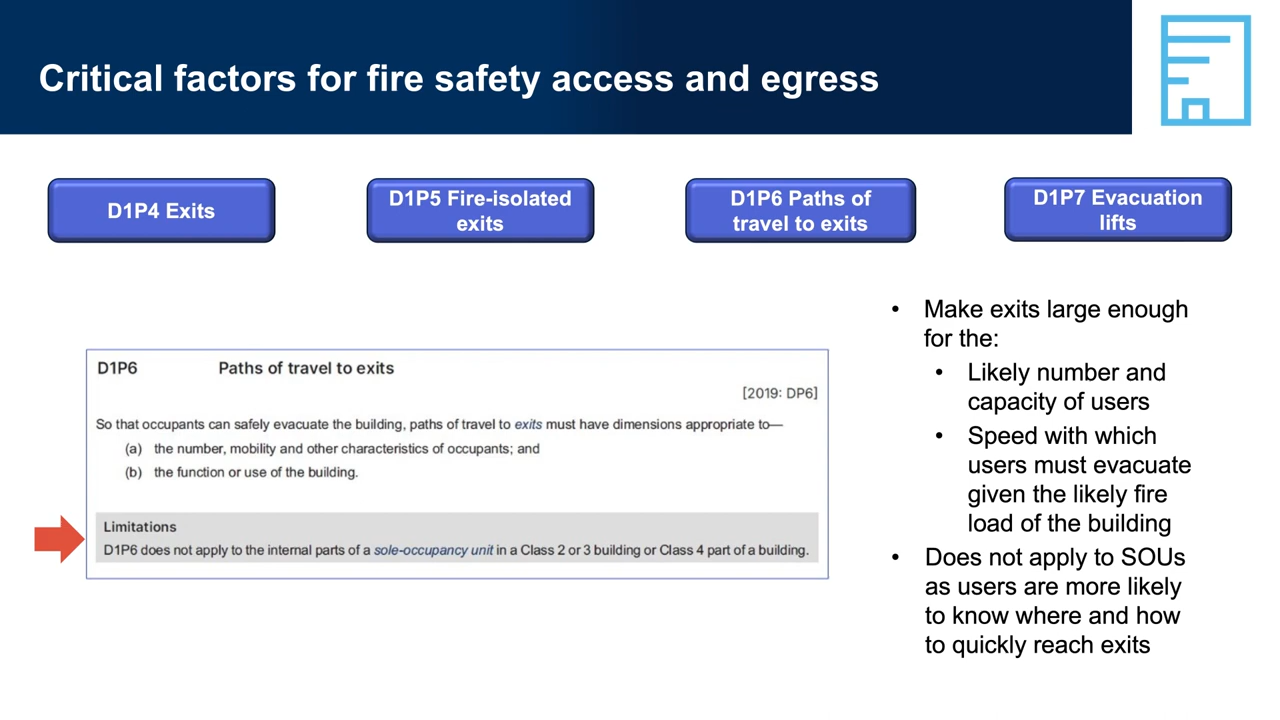 Critical factors for fire safety access and egress
D1P4 Exits
D1P5 Fire-isolated
exits
D1P6 Paths of
travel to exits
D1P7 Evacuation
lifts
D1P6 Paths of travel to exits
[2019: DP6]
So that occupants can safely evacuate the building, paths of travel to exits must have dimensions appropriate to—
(a) the number, mobility and other characteristics of occupants; and
(b) the function or use of the building.
Limitations
D1P6 does not apply to the internal parts of a sole-occupancy unit in a Class 2 or 3 building or Class 4 part of a building.
• Make exits large enough
for the:
• Likely number and
capacity of users
• Speed with which
users must evacuate
given the likely fire
load of the building
• Does not apply to SOUs
as users are more likely
to know where and how
to quickly reach exits